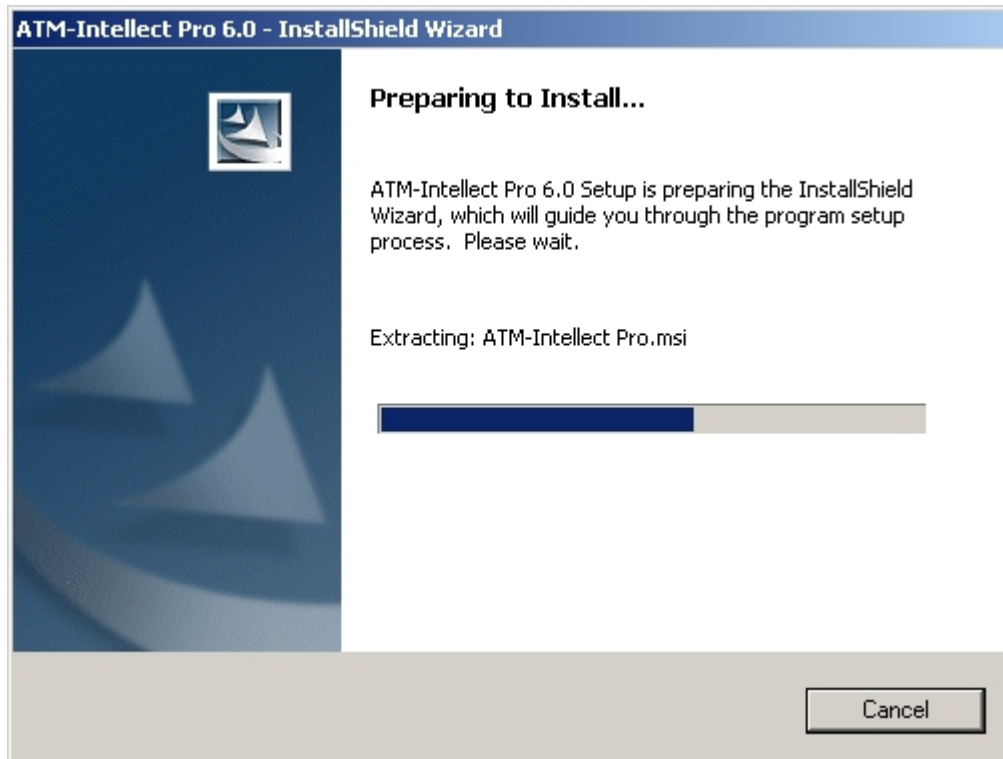 ATM-Intellect Pro 6.0 - InstallShield Wizard
Preparing to Install...
ATM-Intellect Pro 6.0 Setup is preparing the InstallShield
Wizard, which will guide you through the program setup
process.  Please wait.
Extracting: ATM-Intellect Pro.msi
Cancel